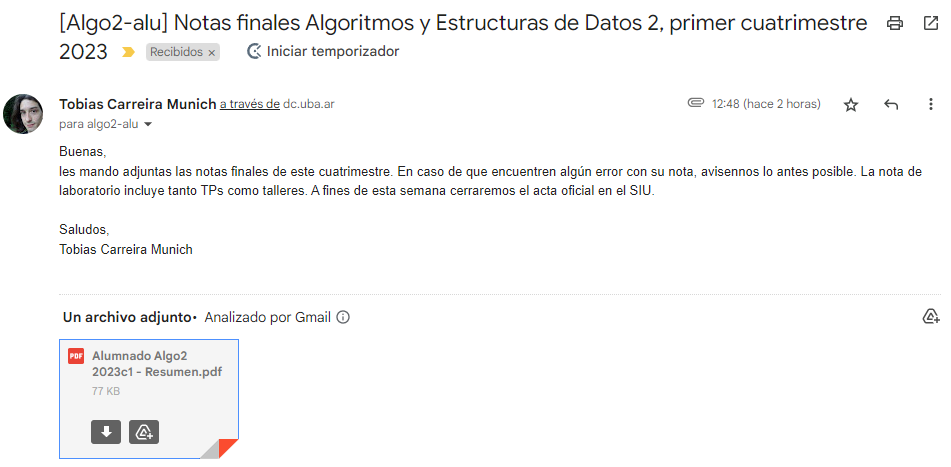 [Algo2-alu] Notas finales Algoritmos y Estructuras de Datos 2, primer cuatrimestre
2023 Recibidos × Iniciar temporizador
Tobias Carreira Munich a través de dc.uba.ar 12:48 (hace 2 horas)
para algo2-alu
Buenas,
les mando adjuntas las notas finales de este cuatrimestre. En caso de que encuentren algún error con su nota, avisennos lo antes posible. La nota de
laboratorio incluye tanto TPs como talleres. A fines de esta semana cerraremos el acta oficial en el SIU.
Saludos,
Tobias Carreira Munich
Un archivo adjunto • Analizado por Gmail
PDF Alumnado Algo2
2023c1 - Resumen.pdf
77 KB